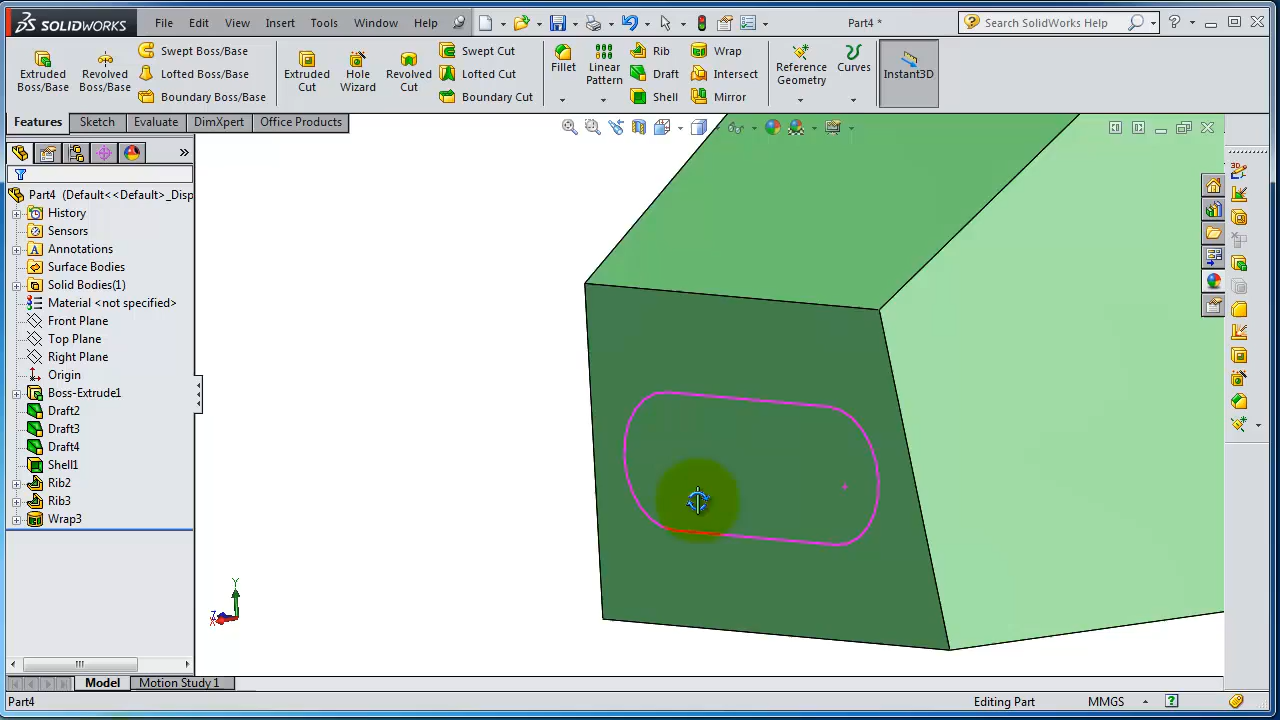 SOLIDWORKS File Edit View Insert Tools Window Help Part4 * Search SolidWorks Help
Extruded Boss/Base Revolved Boss/Base Swept Boss/Base Lofted Boss/Base Boundary Boss/Base Extruded Cut Hole Wizard Revolved Cut Swept Cut Lofted Cut Boundary Cut Fillet Linear Pattern Rib Draft Shell Wrap Intersect Mirror Reference Geometry Curves Instant3D
Features Sketch Evaluate DimXpert Office Products
Part4 (Default<<Default>_Disp
History
Sensors
Annotations
Surface Bodies
Solid Bodies(1)
Material <not specified>
Front Plane
Top Plane
Right Plane
Origin
Boss-Extrude1
Draft2
Draft3
Draft4
Shell1
Rib2
Rib3
Wrap3
Y
Z
X
Model Motion Study 1
Part4 Editing Part MMGS